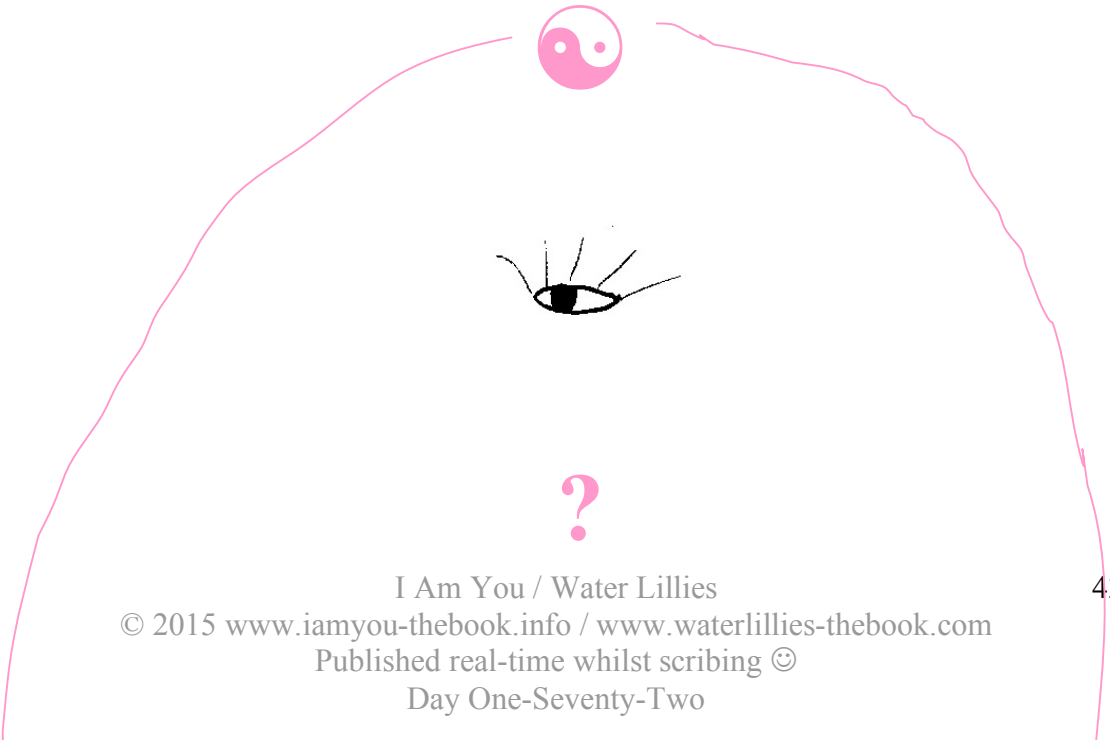 ?
I Am You / Water Lillies
© 2015 www.iamyou-thebook.info / www.waterlillies-thebook.com
Published real-time whilst scribing ☺
Day One-Seventy-Two